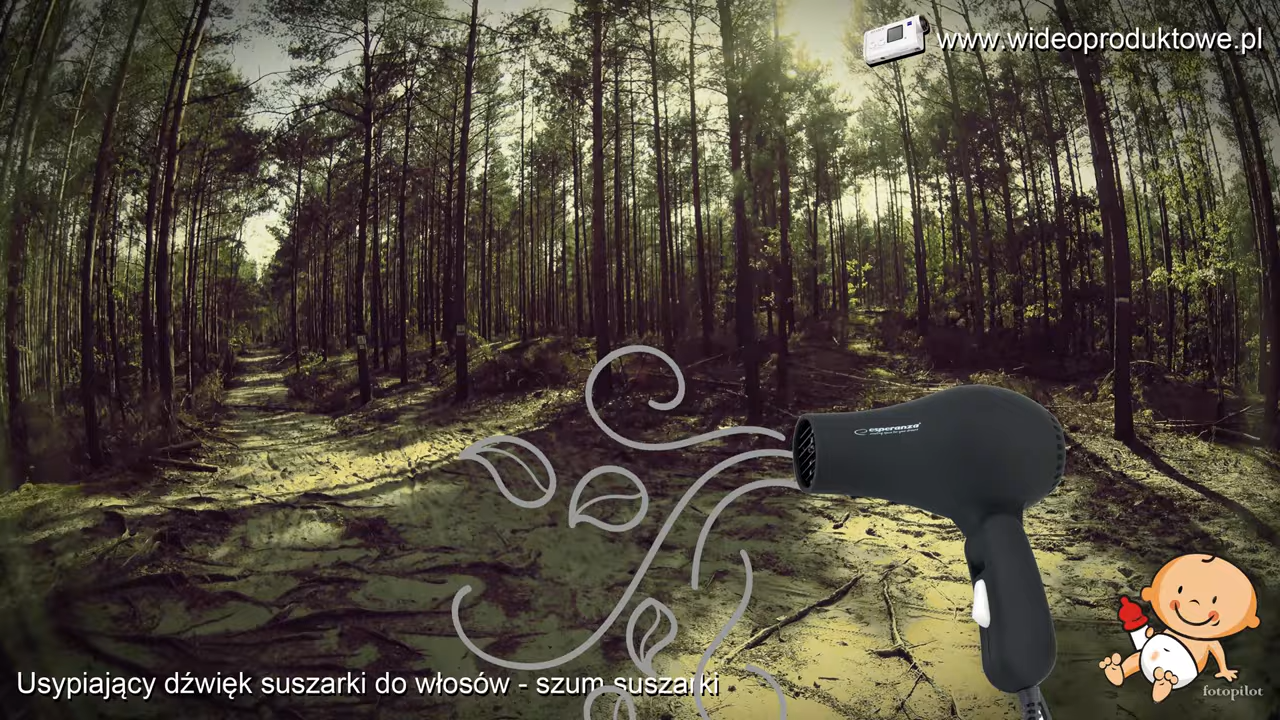 www.wideoproduktowe.pl
esperanza
Usypiający dźwięk suszarki do włosów - szum suszarki
fotopilot